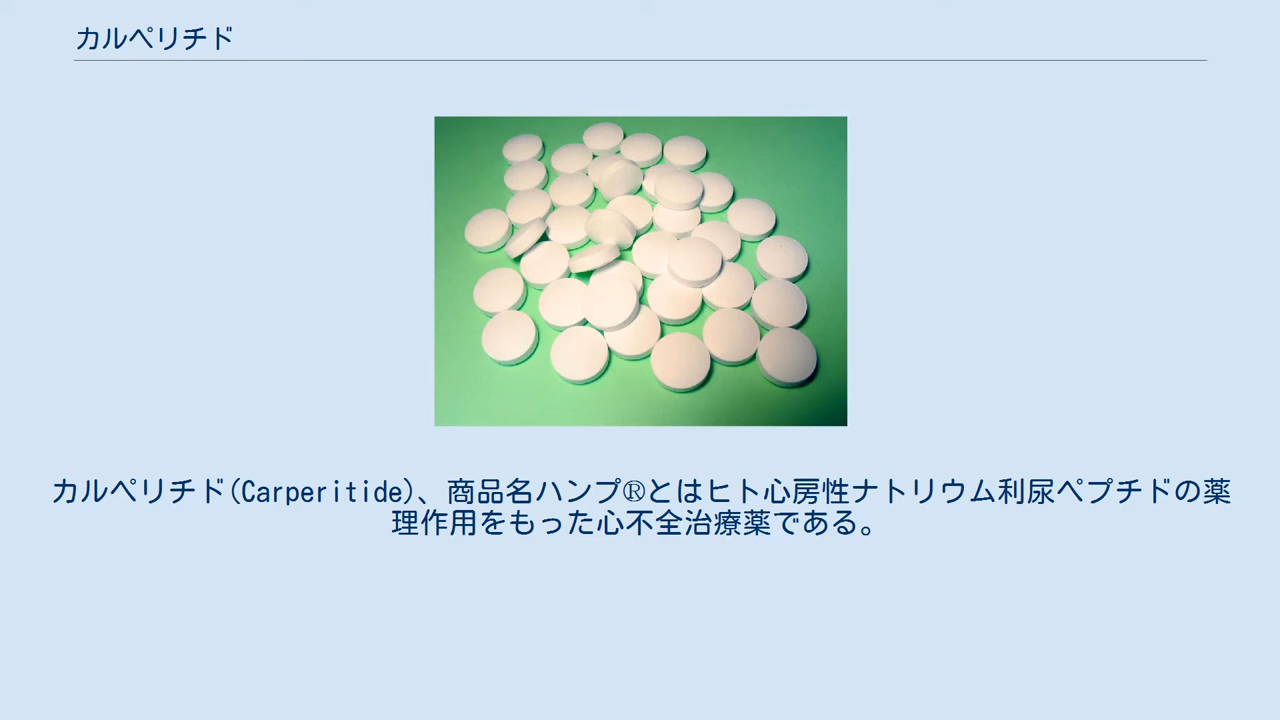 カルペリチド
カルペリチド(Carperitide)、商品名ハンプ®とはヒト心房性ナトリウム利尿ペプチドの薬
理作用をもった心不全治療薬である。